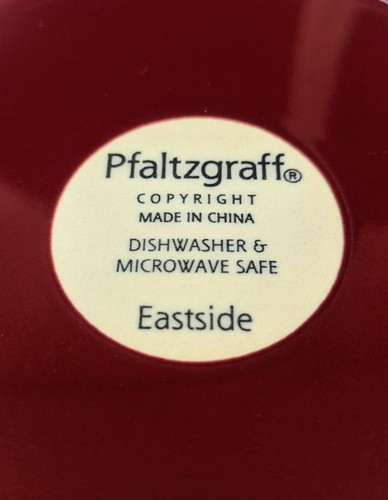 Pfaltzgraff®
COPYRIGHT
MADE IN CHINA
DISHWASHER &
MICROWAVE SAFE
Eastside